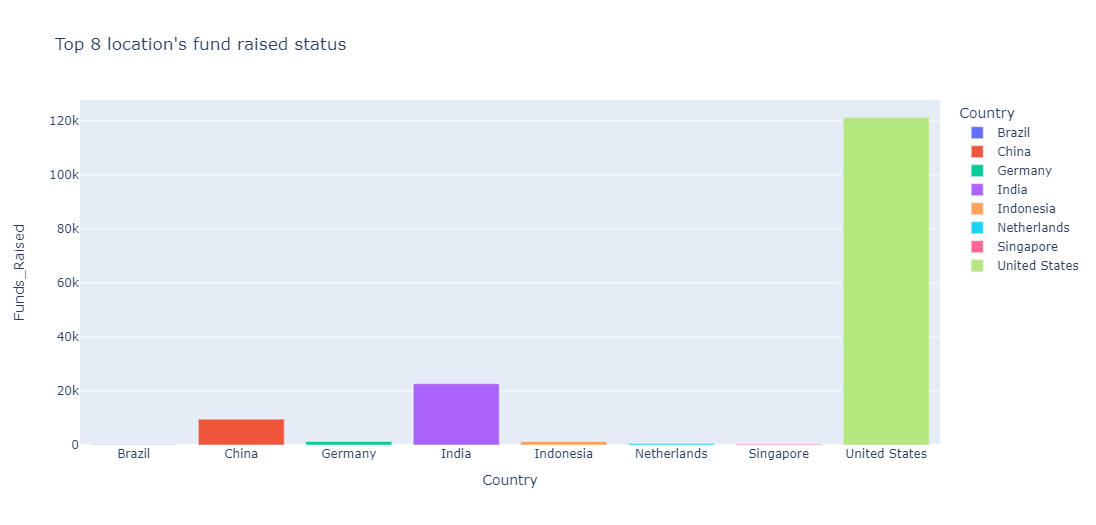 Top 8 location's fund raised status
Funds_Raised
120k
100k
80k
60k
40k
20k
0
Brazil
China
Germany
India
Indonesia
Netherlands
Singapore
United States
Country
Country
Brazil
China
Germany
India
Indonesia
Netherlands
Singapore
United States